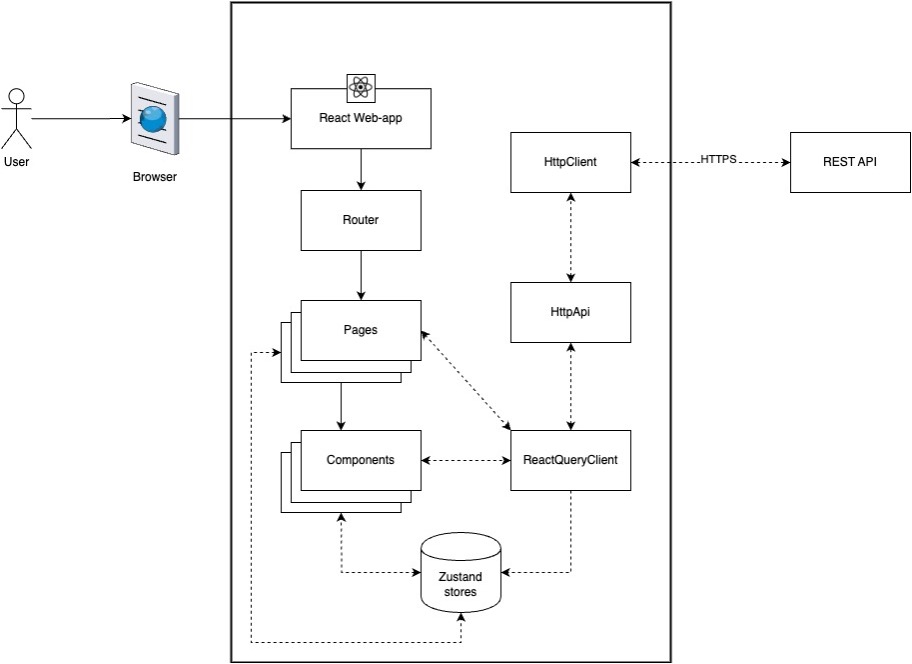 React Web-app
User
Browser
HttpClient
HTTPS
REST API
Router
HttpApi
Pages
Components
ReactQueryClient
Zustand
stores